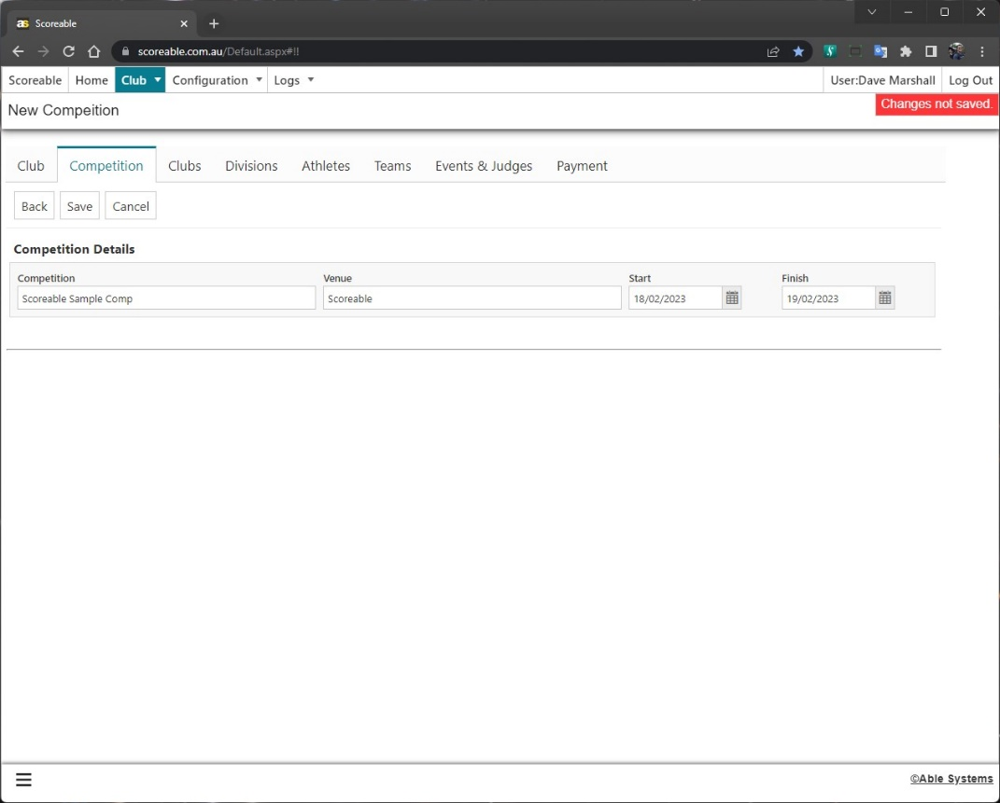 Scoreable
scoreable.com.au/Default.aspx#!!
Scoreable Home Club Configuration Logs User:Dave Marshall Log Out
New Compeition Changes not saved.
Club Competition Clubs Divisions Athletes Teams Events & Judges Payment
Back Save Cancel
Competition Details
Competition Venue Start Finish
Scoreable Sample Comp Scoreable 18/02/2023 19/02/2023
©Able Systems